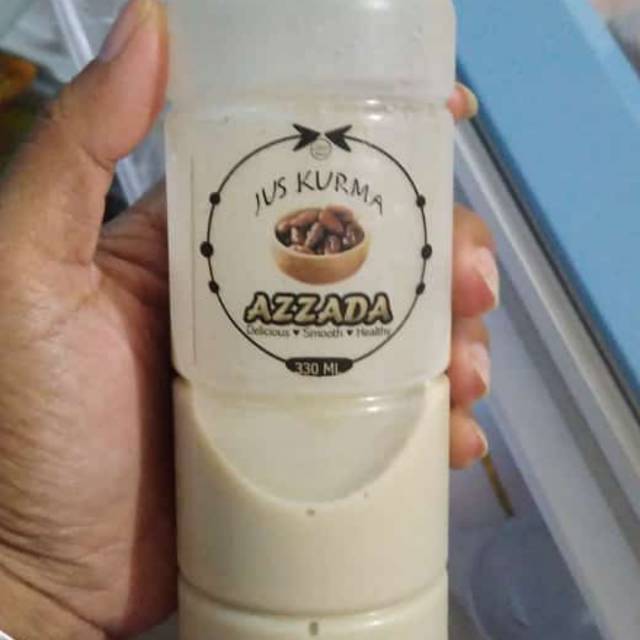 JUS KURMA
AZZADA
Delicious ♥ Smooth ♥ Healthy
330 ML